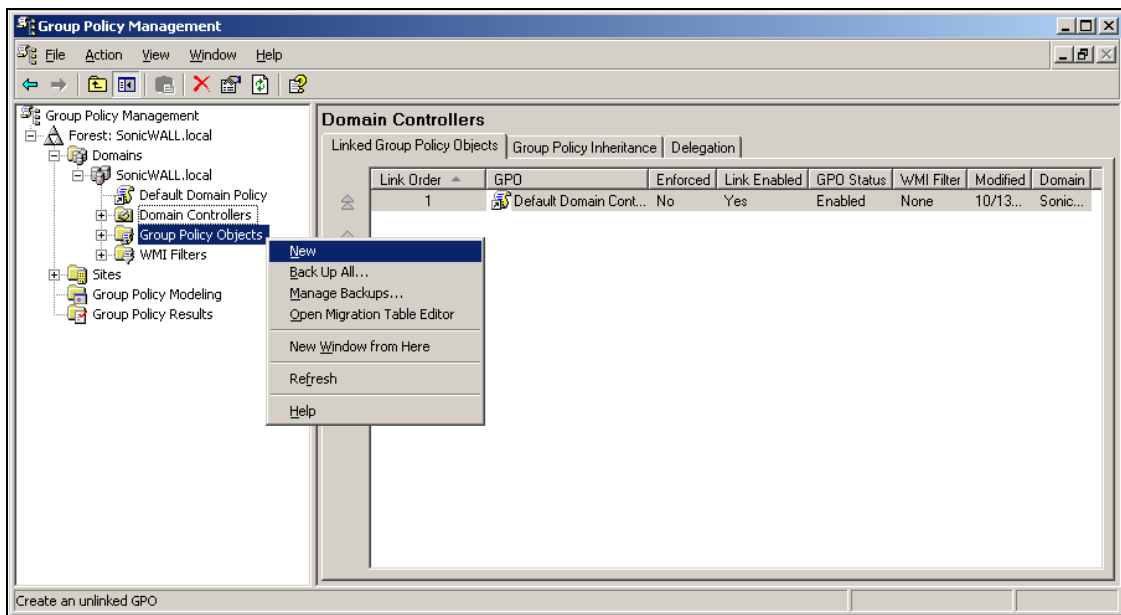 Group Policy Management
File Action View Window Help
Group Policy Management
Forest: SonicWALL.local
Domains
SonicWALL.local
Default Domain Policy
Domain Controllers
Group Policy Objects
WMI Filters
Sites
Group Policy Modeling
Group Policy Results
New
Back Up All...
Manage Backups...
Open Migration Table Editor
New Window from Here
Refresh
Help
Domain Controllers
Linked Group Policy Objects Group Policy Inheritance Delegation
Link Order GPO Enforced Link Enabled GPO Status WMI Filter Modified Domain
1 Default Domain Cont... No Yes Enabled None 10/13... Sonic...
Create an unlinked GPO